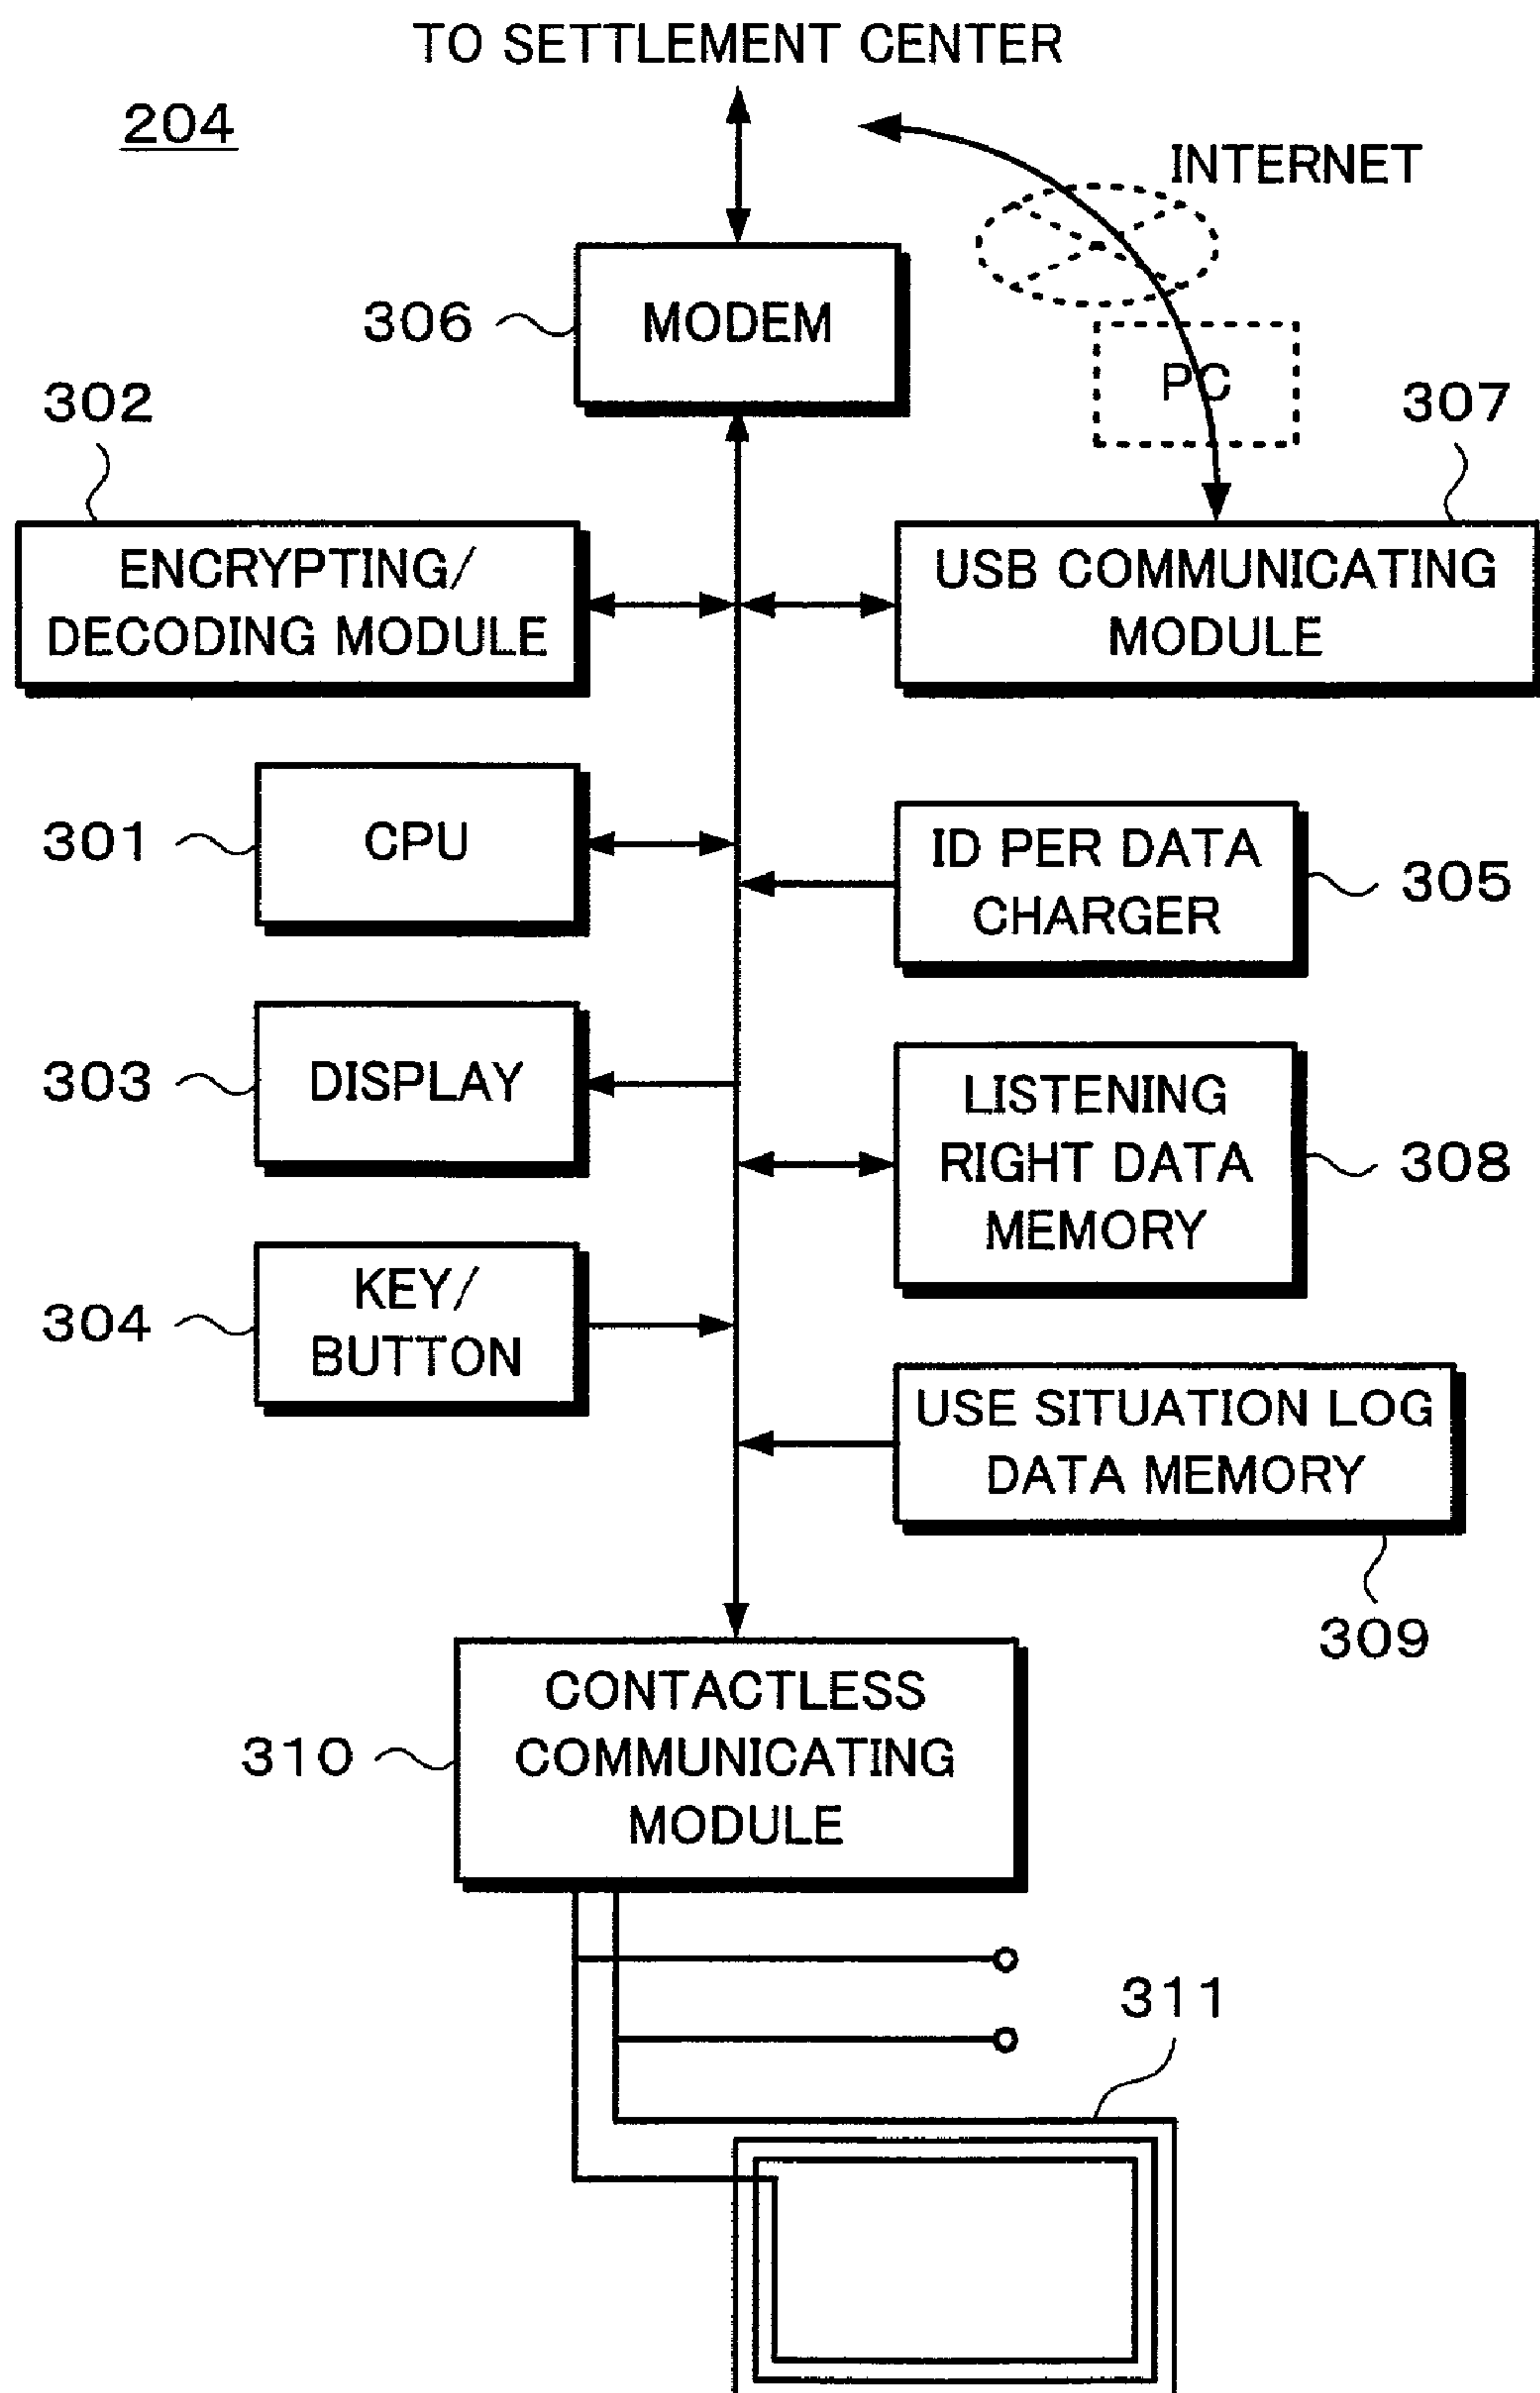 TO SETTLEMENT CENTER
204
INTERNET
306
MODEM
PC
302
307
ENCRYPTING/
DECODING MODULE
USB COMMUNICATING
MODULE
301
CPU
ID PER DATA
CHARGER
305
303
DISPLAY
LISTENING
RIGHT DATA
MEMORY
308
304
KEY/
BUTTON
USE SITUATION LOG
DATA MEMORY
309
310
CONTACTLESS
COMMUNICATING
MODULE
311